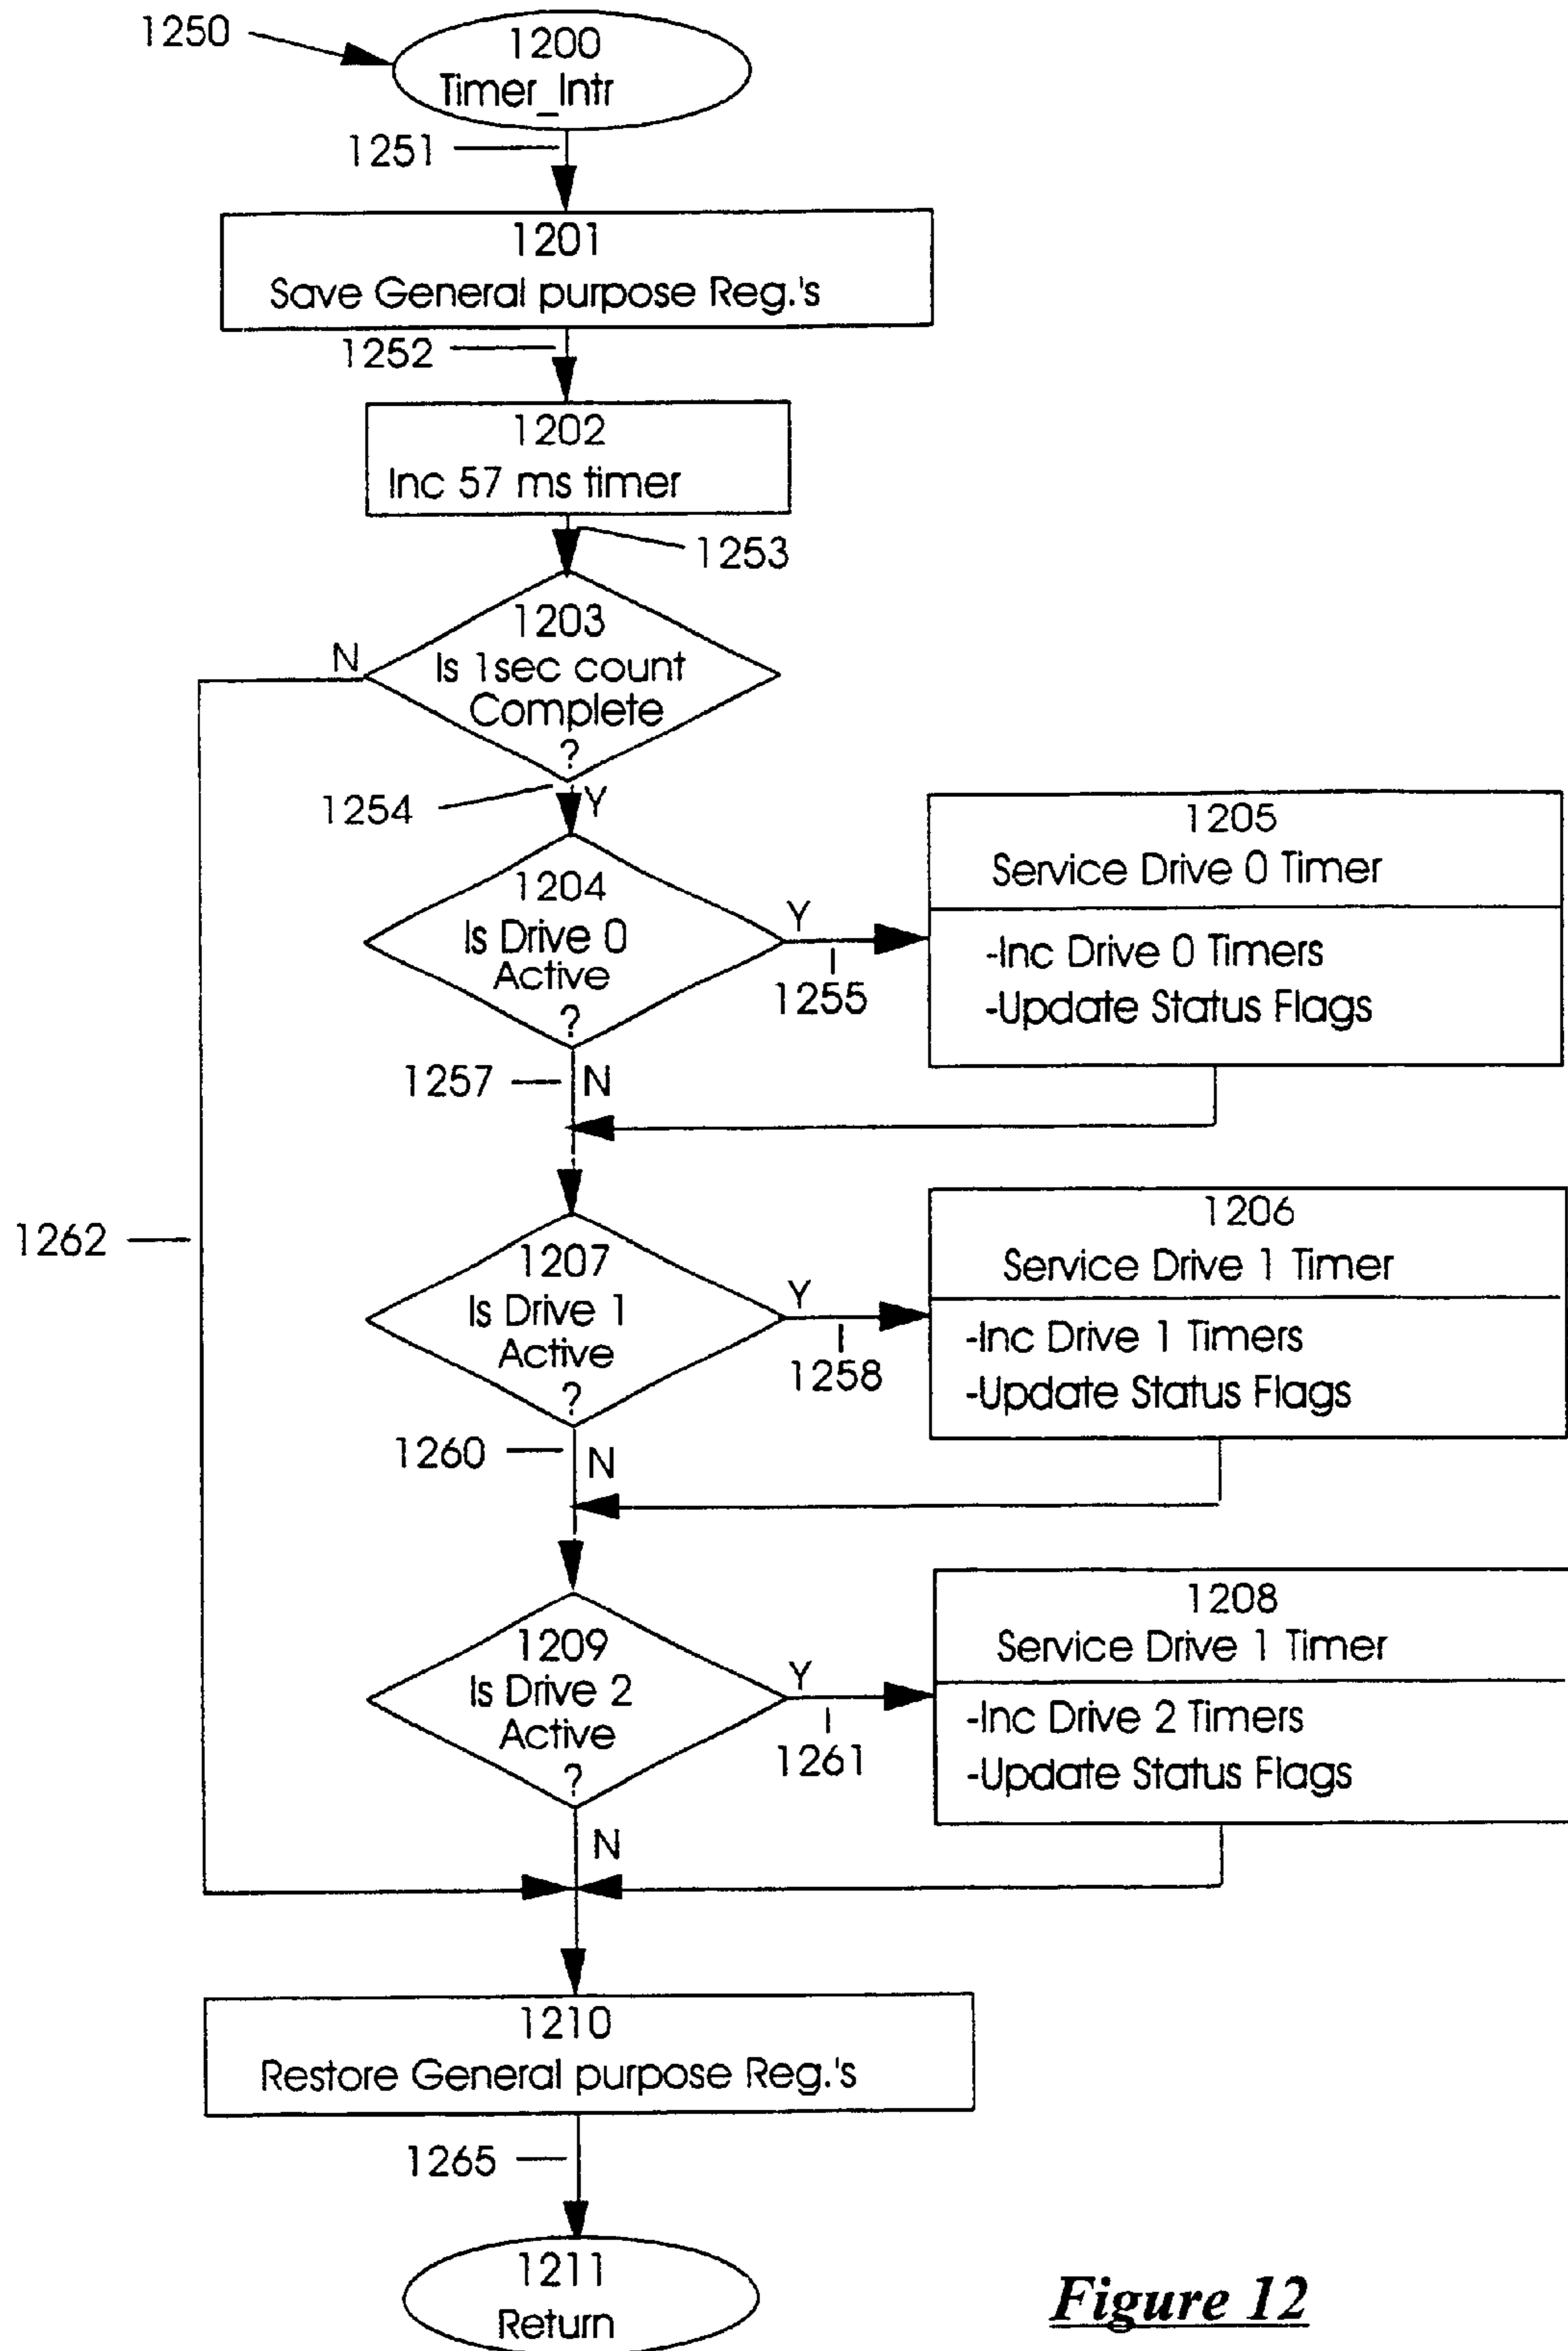 1250
1200
Timer_Intr
1251
1201
Save General purpose Reg.'s
1252
1202
Inc 57 ms timer
1253
1203
Is 1sec count
Complete
?
N
1254
Y
1204
Is Drive 0
Active
?
Y
1255
1205
Service Drive 0 Timer
-Inc Drive 0 Timers
-Update Status Flags
1257
N
1262
1207
Is Drive 1
Active
?
Y
1258
1206
Service Drive 1 Timer
-Inc Drive 1 Timers
-Update Status Flags
1260
N
1209
Is Drive 2
Active
?
Y
1261
1208
Service Drive 1 Timer
-Inc Drive 2 Timers
-Update Status Flags
N
1210
Restore General purpose Reg.'s
1265
1211
Return
Figure 12